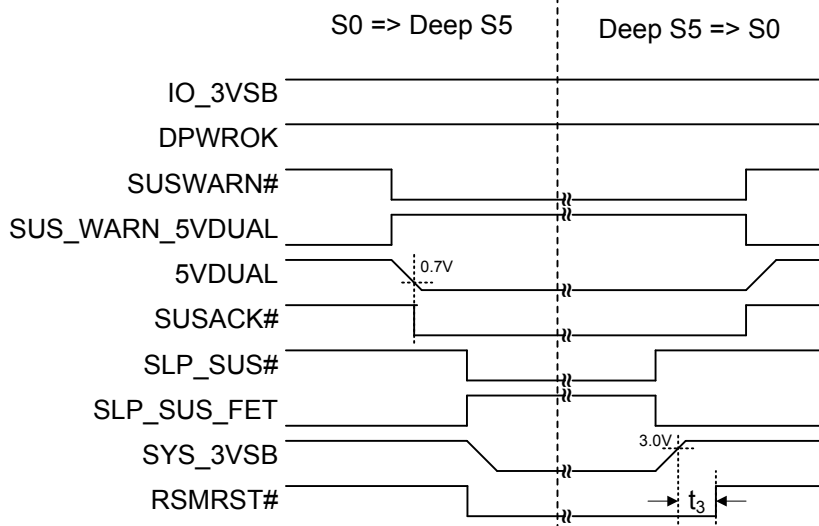 S0 => Deep S5
Deep S5 => S0
IO_3VSB
DPWROK
SUSWARN#
SUS_WARN_5VDUAL
5VDUAL
0.7V
SUSACK#
SLP_SUS#
SLP_SUS_FET
SYS_3VSB
3.0V
RSMRST#
t3